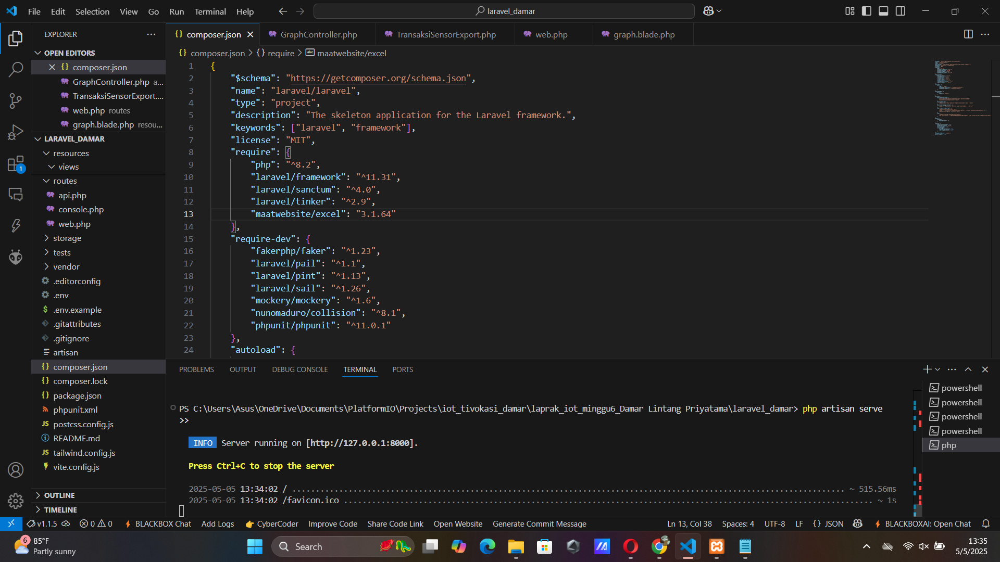 File Edit Selection View Go Run Terminal Help
laravel_damar
EXPLORER
OPEN EDITORS
composer.json
GraphController.php a...
TransaksiSensorExport....
web.php routes
graph.blade.php resou...
LARAVEL_DAMAR
resources
views
routes
api.php
console.php
web.php
storage
tests
vendor
.editorconfig
.env
.env.example
.gitattributes
.gitignore
artisan
composer.json
composer.lock
package.json
phpunit.xml
postcss.config.js
README.md
tailwind.config.js
vite.config.js
OUTLINE
TIMELINE
composer.json GraphController.php TransaksiSensorExport.php web.php graph.blade.php
composer.json > {} require > maatwebsite/excel
1 {
2 "$schema": "https://getcomposer.org/schema.json",
3 "name": "laravel/laravel",
4 "type": "project",
5 "description": "The skeleton application for the Laravel framework.",
6 "keywords": ["laravel", "framework"],
7 "license": "MIT",
8 "require": {
9 "php": "^8.2",
10 "laravel/framework": "^11.31",
11 "laravel/sanctum": "^4.0",
12 "laravel/tinker": "^2.9",
13 "maatwebsite/excel": "3.1.64"
14 },
15 "require-dev": {
16 "fakerphp/faker": "^1.23",
17 "laravel/pail": "^1.1",
18 "laravel/pint": "^1.13",
19 "laravel/sail": "^1.26",
20 "mockery/mockery": "^1.6",
21 "nunomaduro/collision": "^8.1",
22 "phpunit/phpunit": "^11.0.1"
23 },
24 "autoload": {
PROBLEMS OUTPUT DEBUG CONSOLE TERMINAL PORTS
PS C:\Users\Asus\OneDrive\Documents\PlatformIO\Projects\iot_tivokasi_damar\laprak_iot_minggu6_Damar Lintang Priyatama\laravel_damar> php artisan serve
>>
INFO Server running on [http://127.0.0.1:8000].
Press Ctrl+C to stop the server
2025-05-05 13:34:02 / ........................................ ~ 515.56ms
2025-05-05 13:34:02 /favicon.ico ........................................ ~ 1s
powershell
powershell
powershell
powershell
php
1
v1.1.5 0 0 BLACKBOX Chat Add Logs CyberCoder Improve Code Share Code Link Open Website Generate Commit Message Ln 13, Col 38 Spaces: 4 UTF-8 LF {} JSON BLACKBOXAI: Open Chat
6
85°F
Partly sunny
Search
13:35
5/5/2025